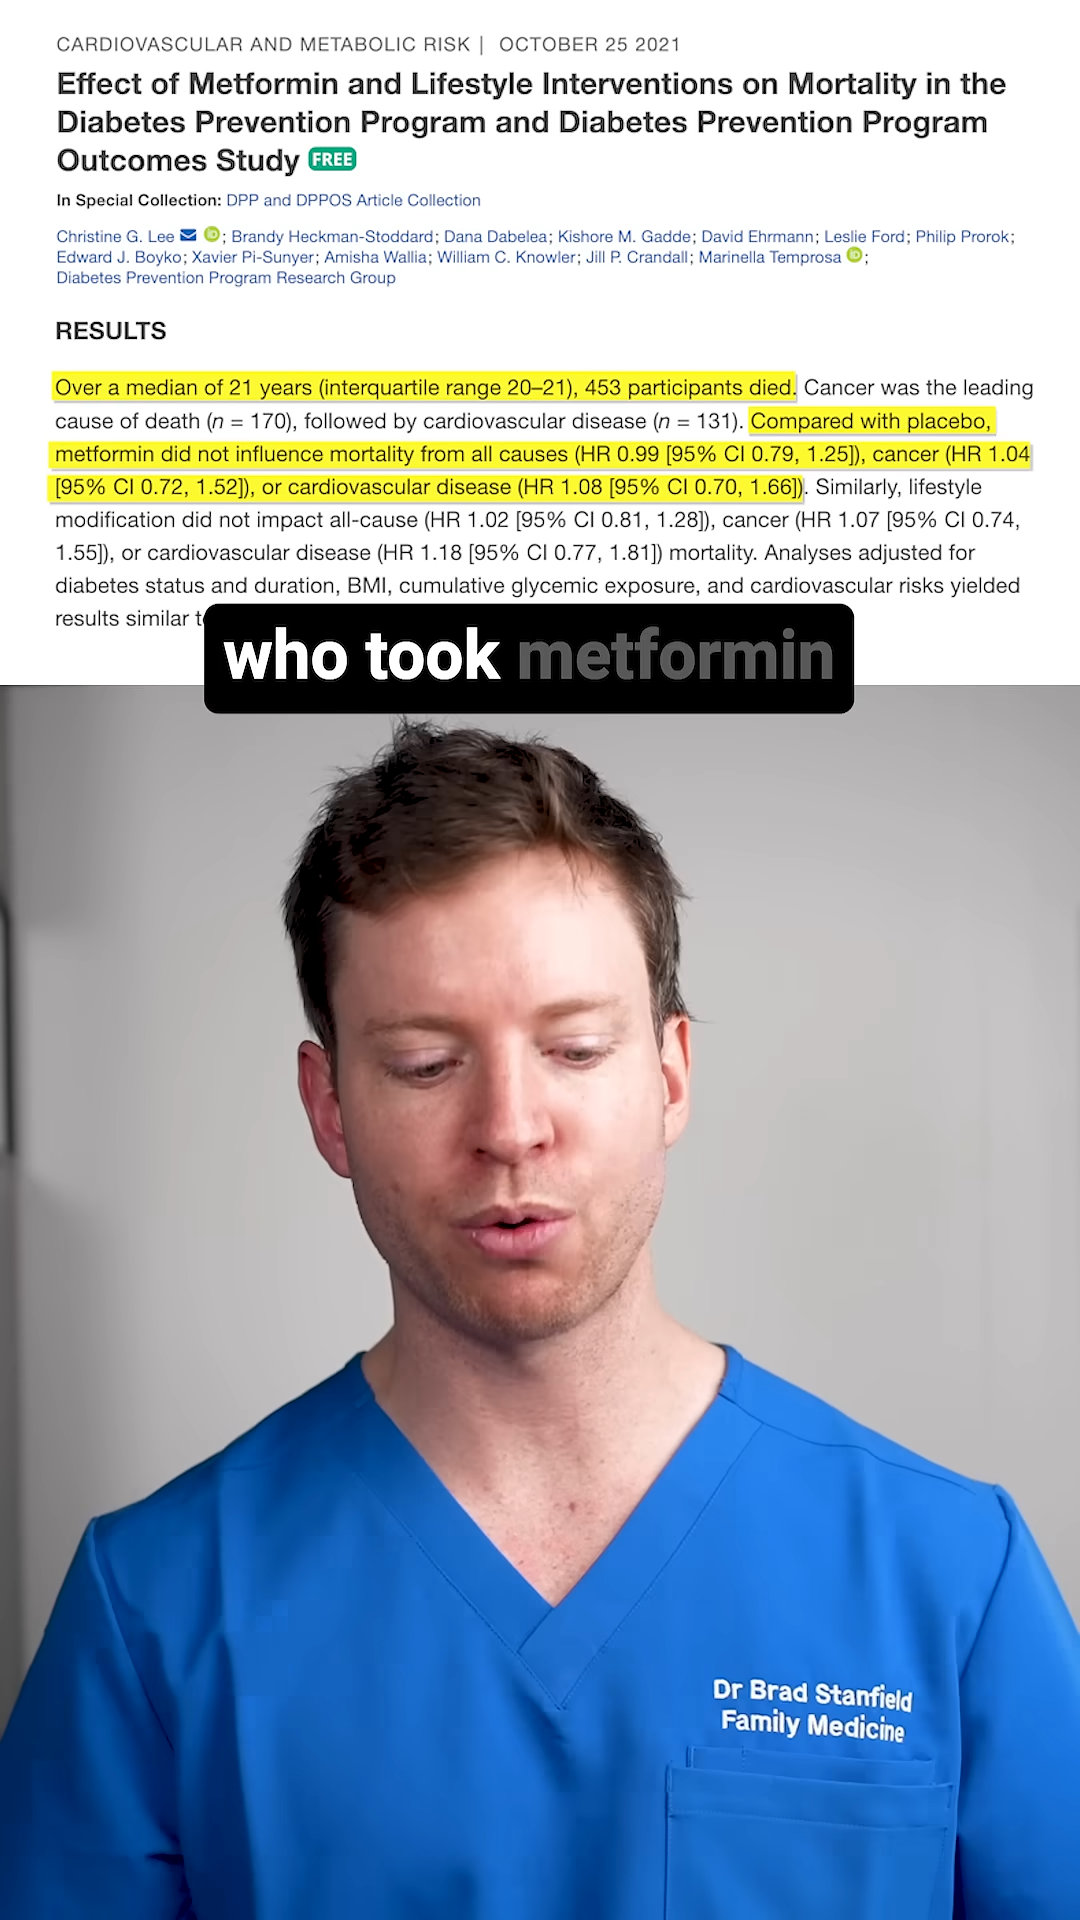 CARDIOVASCULAR AND METABOLIC RISK | OCTOBER 25 2021
Effect of Metformin and Lifestyle Interventions on Mortality in the
Diabetes Prevention Program and Diabetes Prevention Program
Outcomes Study FREE
In Special Collection: DPP and DPPOS Article Collection
Christine G. Lee iD; Brandy Heckman-Stoddard; Dana Dabelea; Kishore M. Gadde; David Ehrmann; Leslie Ford; Philip Prorok;
Edward J. Boyko; Xavier Pi-Sunyer; Amisha Wallia; William C. Knowler; Jill P. Crandall; Marinella Temprosa iD;
Diabetes Prevention Program Research Group
RESULTS
Over a median of 21 years (interquartile range 20–21), 453 participants died. Cancer was the leading
cause of death (n = 170), followed by cardiovascular disease (n = 131). Compared with placebo,
metformin did not influence mortality from all causes (HR 0.99 [95% CI 0.79, 1.25]), cancer (HR 1.04
[95% CI 0.72, 1.52]), or cardiovascular disease (HR 1.08 [95% CI 0.70, 1.66]). Similarly, lifestyle
modification did not impact all-cause (HR 1.02 [95% CI 0.81, 1.28]), cancer (HR 1.07 [95% CI 0.74,
1.55]), or cardiovascular disease (HR 1.18 [95% CI 0.77, 1.81]) mortality. Analyses adjusted for
diabetes status and duration, BMI, cumulative glycemic exposure, and cardiovascular risks yielded
results similar t
who took metformin
Dr Brad Stanfield
Family Medicine